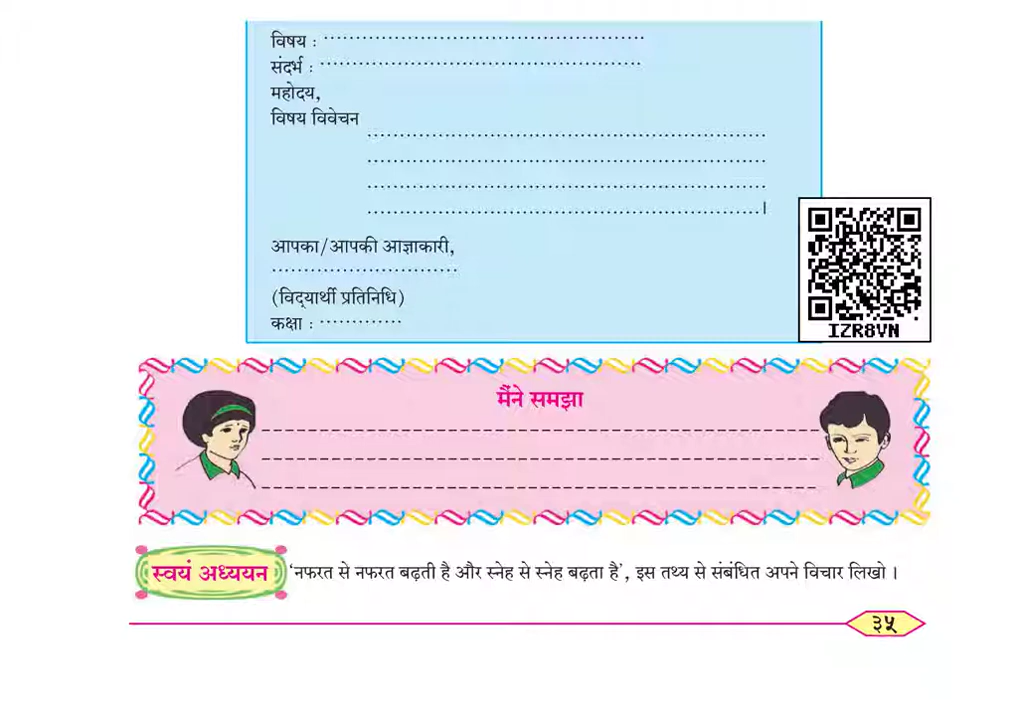 विषय : ..................................................
संदर्भ : ..................................................
महोदय,
विषय विवेचन
..............................................................
..............................................................
..............................................................
.............................................................।
आपका/आपकी आज्ञाकारी,
.............................
(विद्‌यार्थी प्रतिनिधि)
कक्षा : .............
IZR8VN
मैंने समझा
स्वयं अध्ययन ‘नफरत से नफरत बढ़ती है और स्नेह से स्नेह बढ़ता है’, इस तथ्य से संबंधित अपने विचार लिखो ।
३५